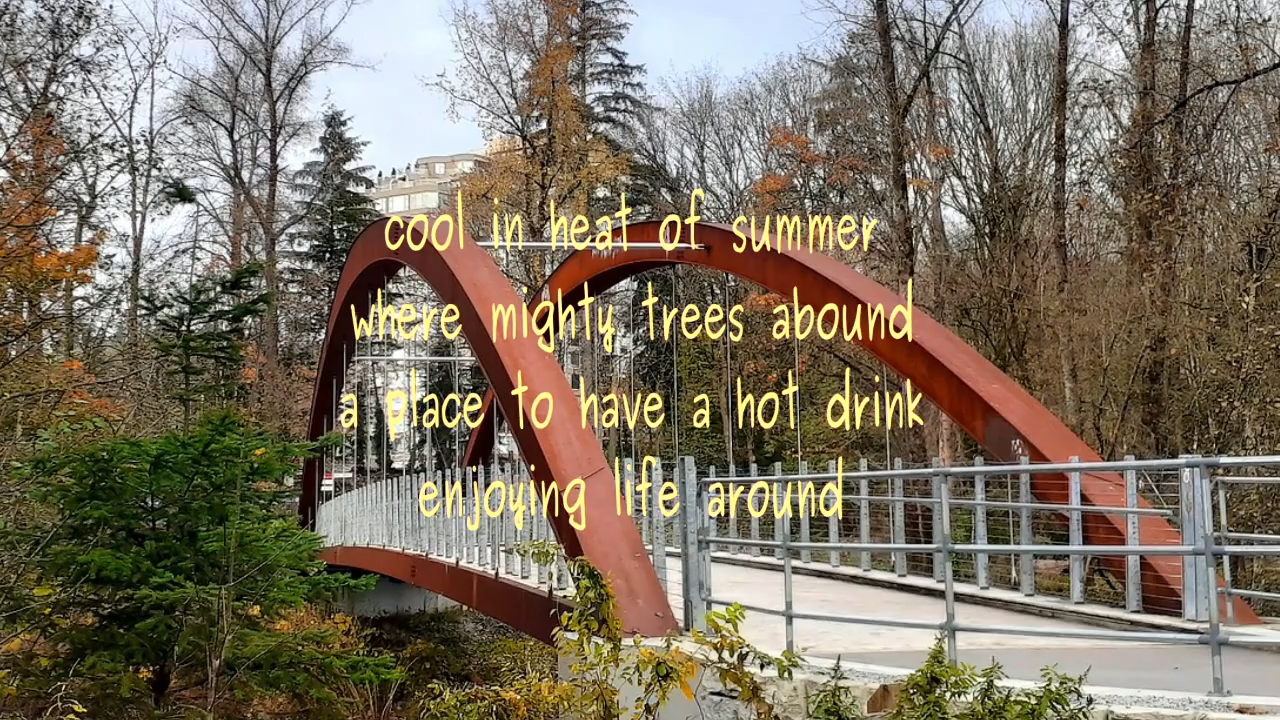 cool in heat of summer
where mighty trees abound
a place to have a hot drink
enjoying life around